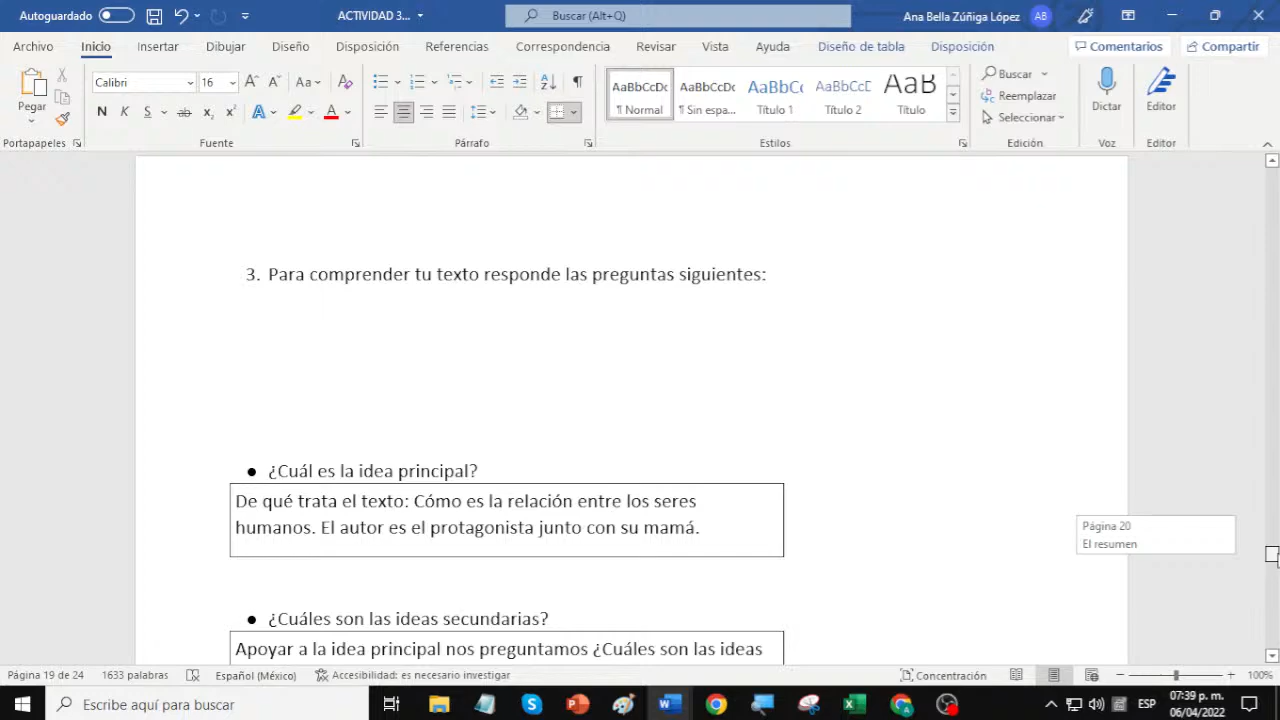 Autoguardado
ACTIVIDAD 3...
Buscar (Alt+Q)
Ana Bella Zúñiga López
AB
Archivo
Inicio
Insertar
Dibujar
Diseño
Disposición
Referencias
Correspondencia
Revisar
Vista
Ayuda
Diseño de tabla
Disposición
Comentarios
Compartir
Pegar
Portapapeles
Calibri
16
Aa
N K S ab x₂ x²
Fuente
Párrafo
AaBbCcDc
¶ Normal
AaBbCcDc
¶ Sin espa...
AaBbCc
Título 1
AaBbCcD
Título 2
AaB
Título
Estilos
Buscar
Reemplazar
Seleccionar
Edición
Dictar
Voz
Editor
Editor
3. Para comprender tu texto responde las preguntas siguientes:
● ¿Cuál es la idea principal?
De qué trata el texto: Cómo es la relación entre los seres
humanos. El autor es el protagonista junto con su mamá.
Página 20
El resumen
● ¿Cuáles son las ideas secundarias?
Apoyar a la idea principal nos preguntamos ¿Cuáles son las ideas
Página 19 de 24
1633 palabras
Español (México)
Accesibilidad: es necesario investigar
Concentración
100%
Escribe aquí para buscar
ESP
07:39 p. m.
06/04/2022